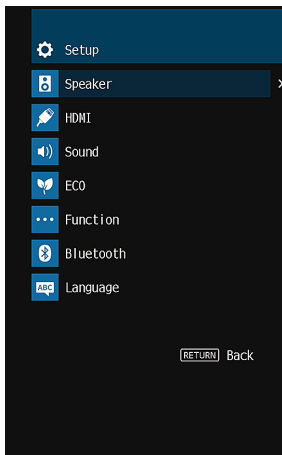 Setup
Speaker
HDMI
Sound
ECO
Function
Bluetooth
ABC Language
RETURN Back